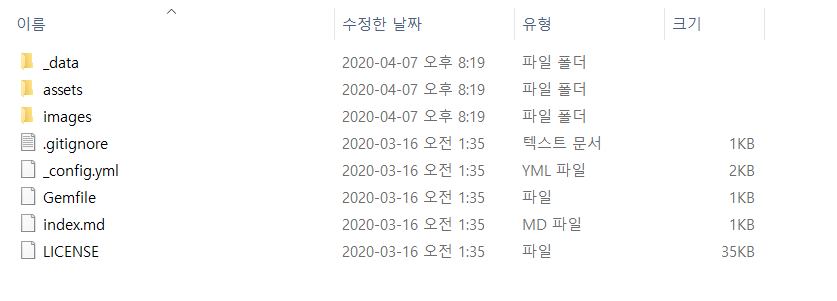 이름 수정한 날짜 유형 크기
_data 2020-04-07 오후 8:19 파일 폴더
assets 2020-04-07 오후 8:19 파일 폴더
images 2020-04-07 오후 8:19 파일 폴더
.gitignore 2020-03-16 오전 1:35 텍스트 문서 1KB
_config.yml 2020-03-16 오전 1:35 YML 파일 2KB
Gemfile 2020-03-16 오전 1:35 파일 1KB
index.md 2020-03-16 오전 1:35 MD 파일 1KB
LICENSE 2020-03-16 오전 1:35 파일 35KB